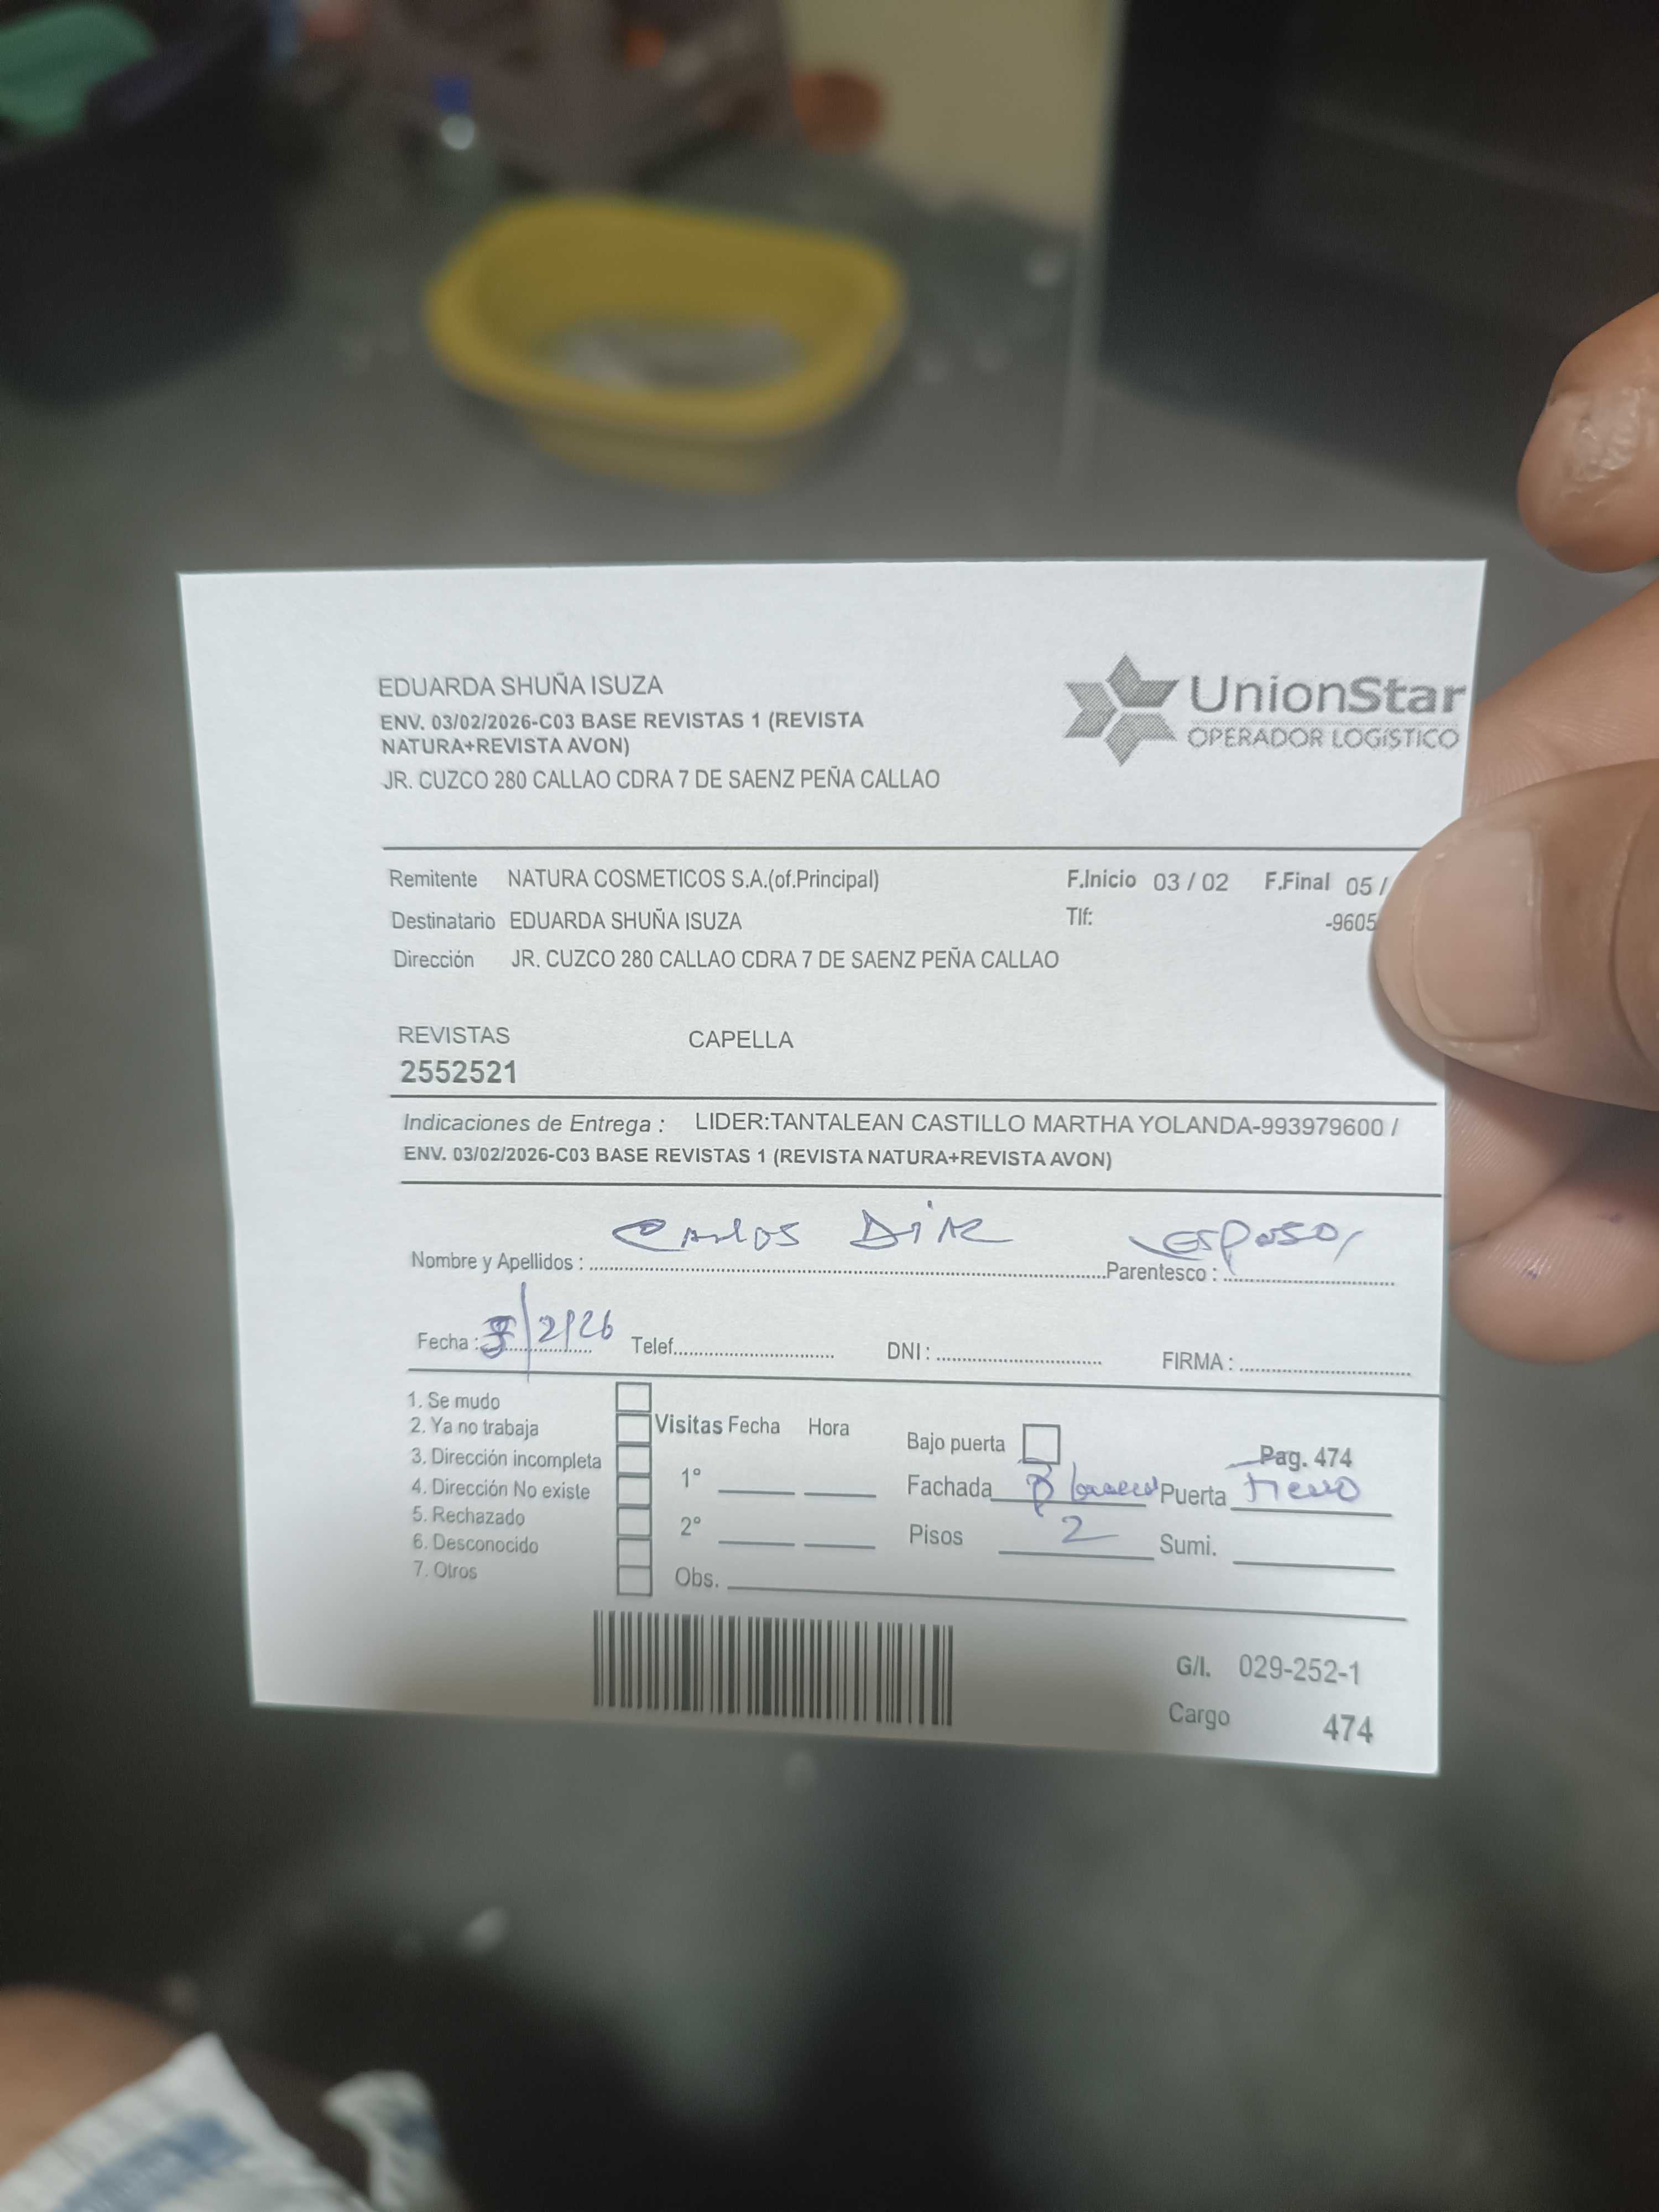 EDUARDA SHUÑA ISUZA
ENV. 03/02/2026-C03 BASE REVISTAS 1 (REVISTA
NATURA+REVISTA AVON)
JR. CUZCO 280 CALLAO CDRA 7 DE SAENZ PEÑA CALLAO
UnionStar
OPERADOR LOGÍSTICO
Remitente NATURA COSMETICOS S.A.(of.Principal) F.Inicio 03 / 02 F.Final 05 /
Destinatario EDUARDA SHUÑA ISUZA Tlf: -9605
Dirección JR. CUZCO 280 CALLAO CDRA 7 DE SAENZ PEÑA CALLAO
REVISTAS CAPELLA
2552521
Indicaciones de Entrega : LIDER:TANTALEAN CASTILLO MARTHA YOLANDA-993979600 /
ENV. 03/02/2026-C03 BASE REVISTAS 1 (REVISTA NATURA+REVISTA AVON)
Nombre y Apellidos : Carlos Parentesco : esposo
Fecha : /2/26 Telef. DNI : FIRMA :
1. Se mudo
2. Ya no trabaja
3. Dirección incompleta
4. Dirección No existe
5. Rechazado
6. Desconocido
7. Otros
Visitas Fecha Hora
1°
2°
Obs.
Bajo puerta Pag. 474
Fachada Puerta
Pisos 2 Sumi.
G/I. 029-252-1
Cargo 474